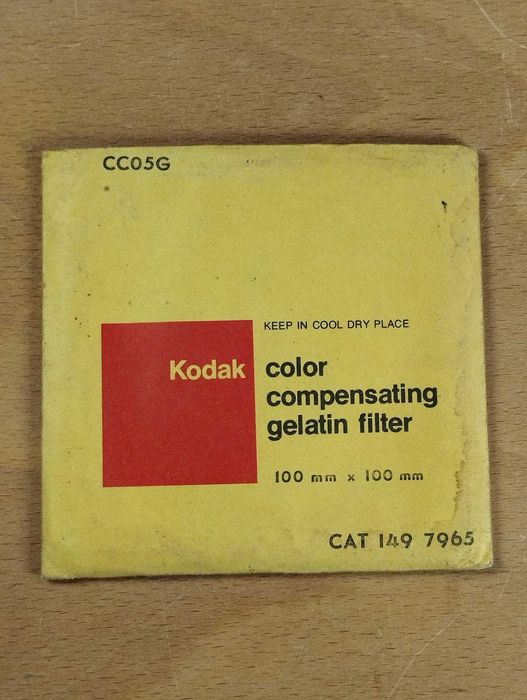 CC05G
KEEP IN COOL DRY PLACE
Kodak
color
compensating
gelatin filter
100 mm x 100 mm
CAT 149 7965